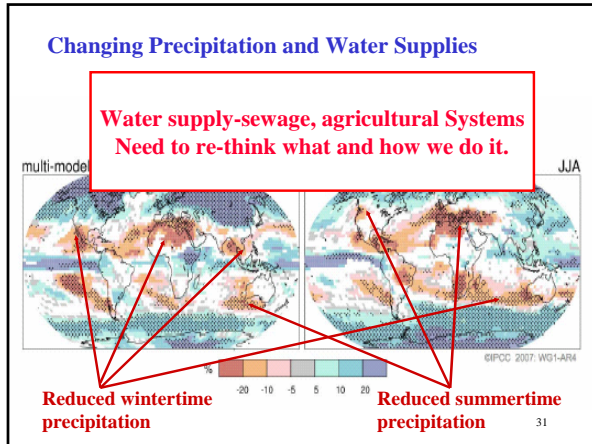 Changing Precipitation and Water Supplies
Water supply-sewage, agricultural Systems
Need to re-think what and how we do it.
multi-model
JJA
©IPCC 2007: WG1-AR4
%
-20 -10 -5 5 10 20
Reduced wintertime
precipitation
Reduced summertime
precipitation
31